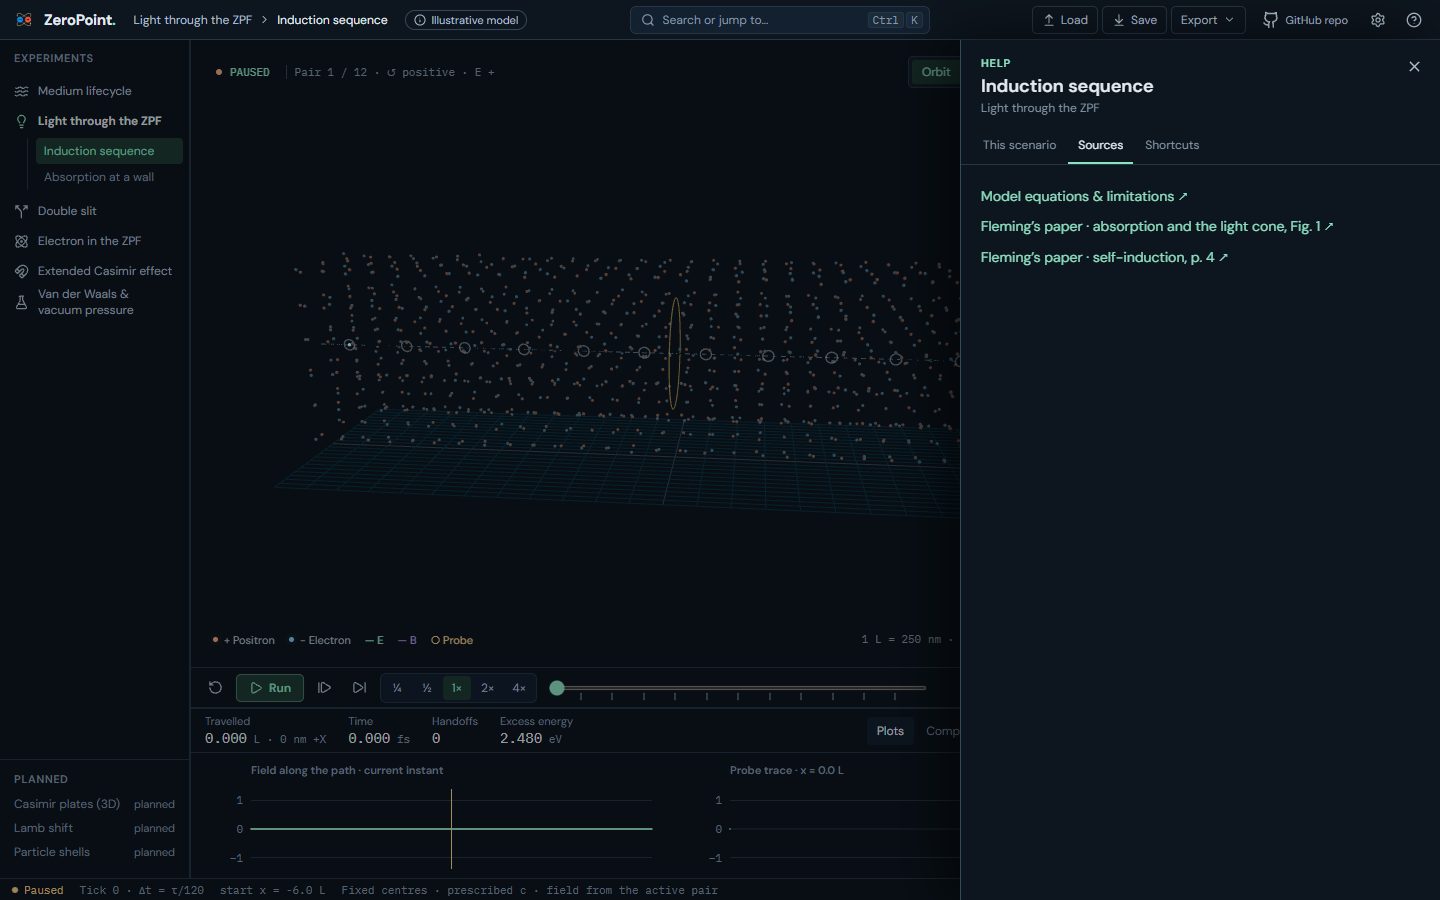 ZeroPoint.
Light through the ZPF > Induction sequence
Illustrative model
Search or jump to...
Ctrl K
Load
Save
Export
GitHub repo
EXPERIMENTS
Medium lifecycle
Light through the ZPF
Induction sequence
Absorption at a wall
Double slit
Electron in the ZPF
Extended Casimir effect
Van der Waals &
vacuum pressure
PLANNED
Casimir plates (3D) planned
Lamb shift planned
Particle shells planned
PAUSED Pair 1 / 12 · ↺ positive · E +
Orbit
+ Positron − Electron — E — B Probe
1 L = 250 nm ·
Run
¼ ½ 1× 2× 4×
Travelled
0.000 L · 0 nm +X
Time
0.000 fs
Handoffs
0
Excess energy
2.480 eV
Plots
Comp
Field along the path · current instant
1
0
−1
Probe trace · x = 0.0 L
1
0
−1
HELP
Induction sequence
Light through the ZPF
This scenario Sources Shortcuts
Model equations & limitations ↗
Fleming’s paper · absorption and the light cone, Fig. 1 ↗
Fleming’s paper · self-induction, p. 4 ↗
Paused Tick 0 · Δt = τ/120 start x = -6.0 L Fixed centres · prescribed c · field from the active pair